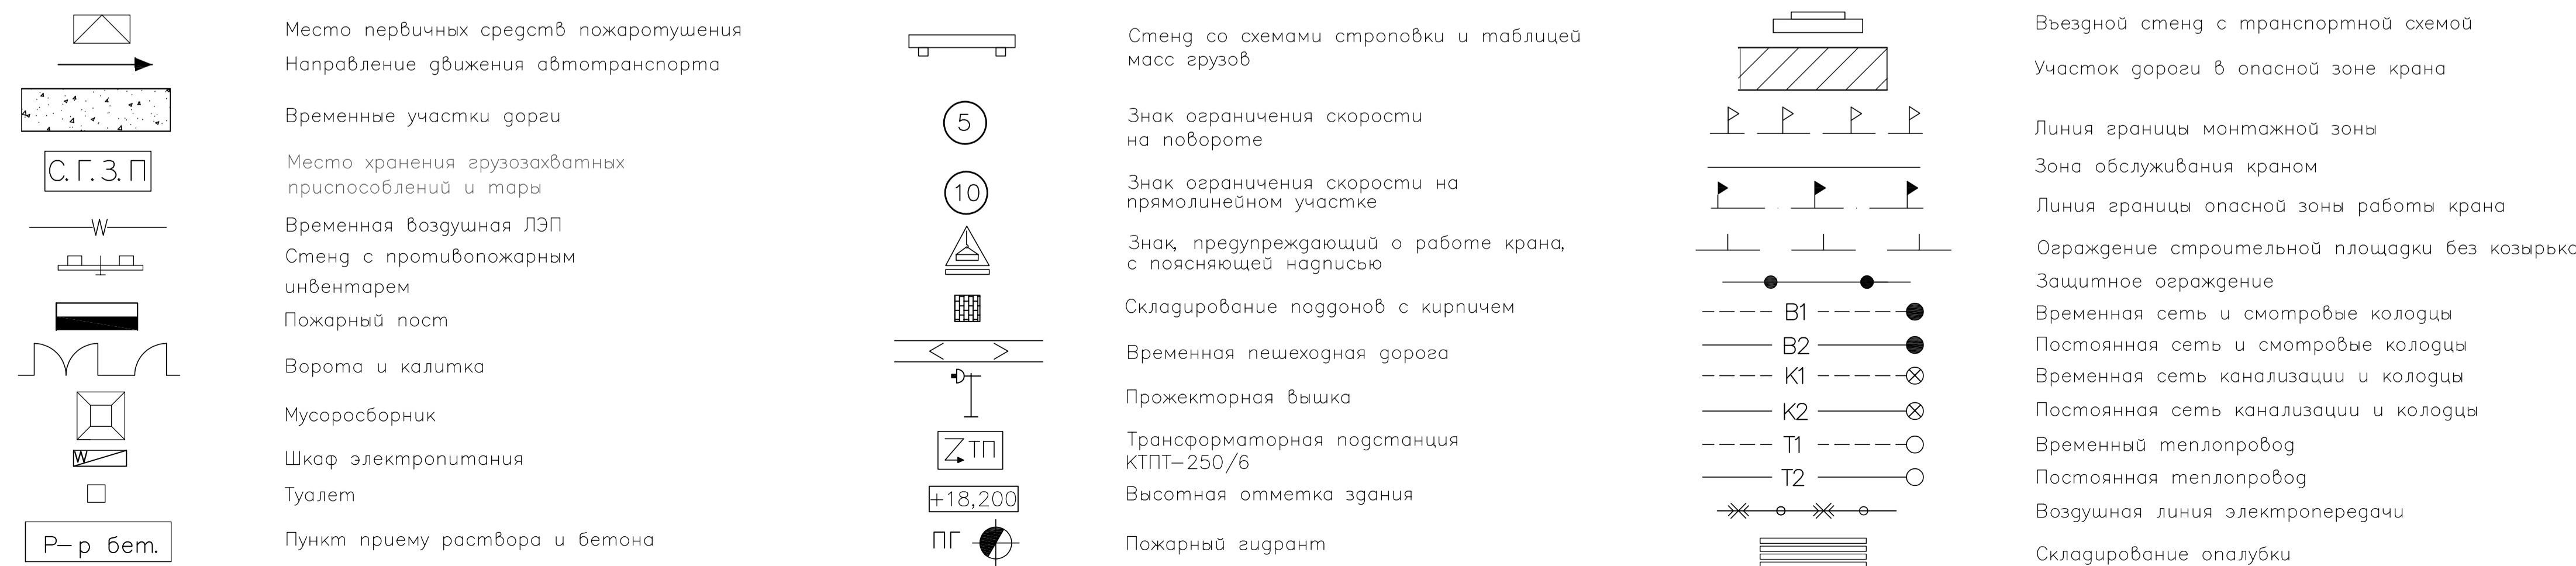 Место первичных средств пожаротушения
Направление движения автотранспорта
Временные участки дорги
С.Г.З.П
Место хранения грузозахватных
приспособлений и тары
W
Временная воздушная ЛЭП
Стенд с противопожарным
инвентарем
Пожарный пост
Ворота и калитка
Мусоросборник
W
Шкаф электропитания
Туалет
Р-р бет.
Пункт приему раствора и бетона
Стенд со схемами строповки и таблицей
масс грузов
5
Знак ограничения скорости
на повороте
10
Знак ограничения скорости на
прямолинейном участке
Знак, предупреждающий о работе крана,
с поясняющей надписью
Складирование поддонов с кирпичем
Временная пешеходная дорога
Прожекторная вышка
ТП
Трансформаторная подстанция
КТПТ-250/6
+18,200
Высотная отметка здания
ПГ
Пожарный гидрант
Въездной стенд с транспортной схемой
Участок дороги в опасной зоне крана
Линия границы монтажной зоны
Зона обслуживания краном
Линия границы опасной зоны работы крана
Ограждение строительной площадки без козырько
Защитное ограждение
В1
Временная сеть и смотровые колодцы
В2
Постоянная сеть и смотровые колодцы
К1
Временная сеть канализации и колодцы
К2
Постоянная сеть канализации и колодцы
Т1
Временный теплопровод
Т2
Постоянная теплопровод
Воздушная линия электропередачи
Складирование опалубки